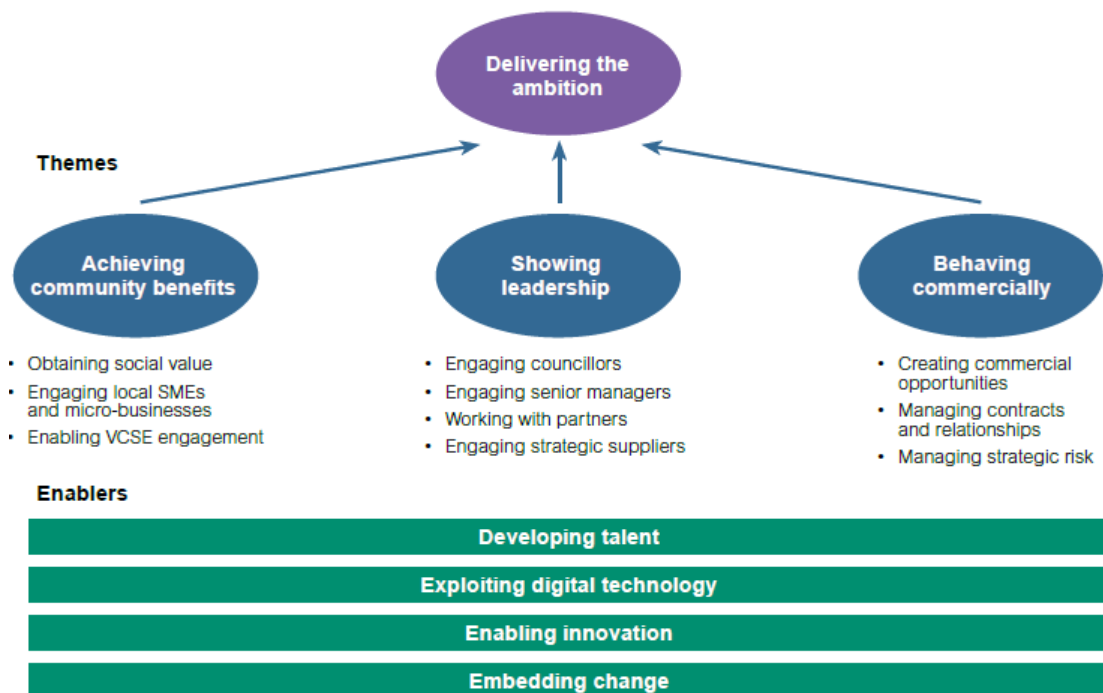 Delivering the
ambition
Themes
Achieving
community benefits
• Obtaining social value
• Engaging local SMEs
and micro-businesses
• Enabling VCSE engagement
Showing
leadership
• Engaging councillors
• Engaging senior managers
• Working with partners
• Engaging strategic suppliers
Behaving
commercially
• Creating commercial
opportunities
• Managing contracts
and relationships
• Managing strategic risk
Enablers
Developing talent
Exploiting digital technology
Enabling innovation
Embedding change